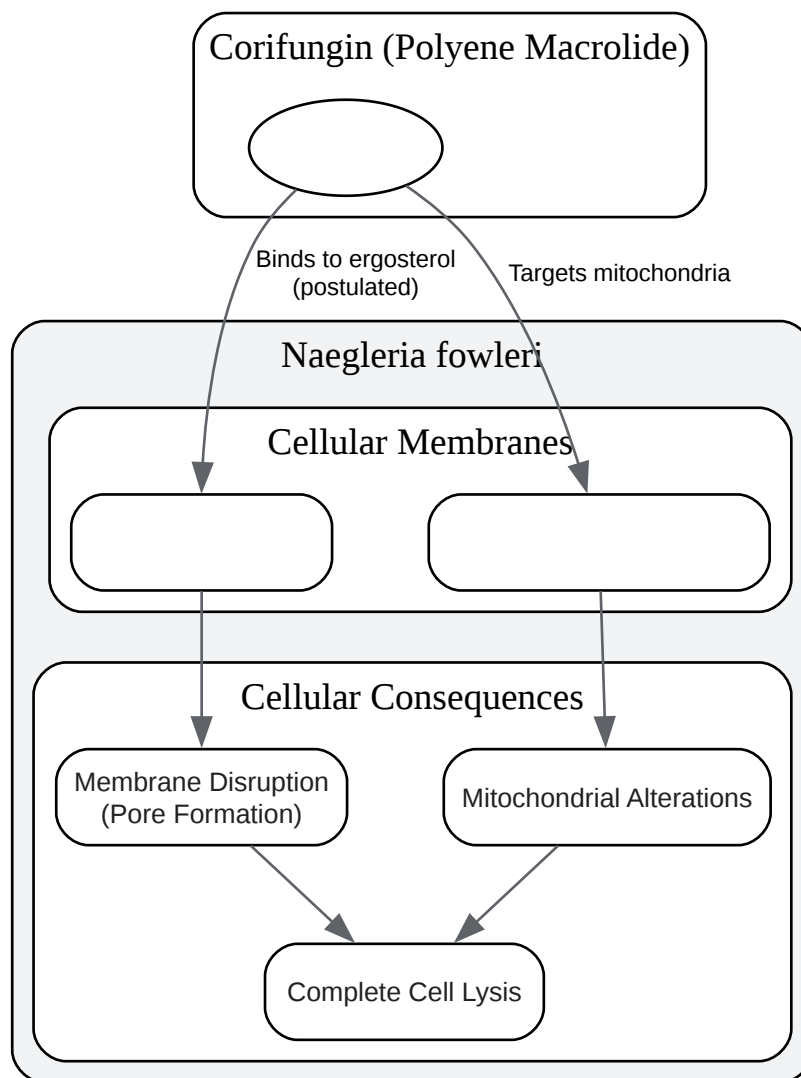 Corifungin (Polyene Macrolide)
Binds to ergosterol
(postulated)
Targets mitochondria
Naegleria fowleri
Cellular Membranes
Cellular Consequences
Membrane Disruption
(Pore Formation)
Mitochondrial Alterations
Complete Cell Lysis